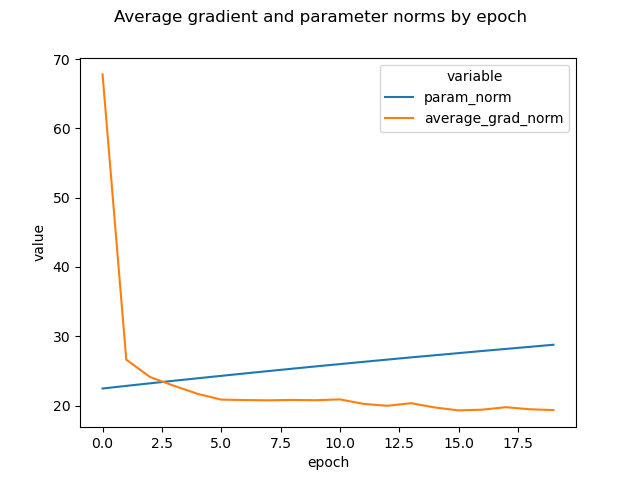 Average gradient and parameter norms by epoch
70
60
50
40
30
20
value
variable
param_norm
average_grad_norm
0.0 2.5 5.0 7.5 10.0 12.5 15.0 17.5
epoch